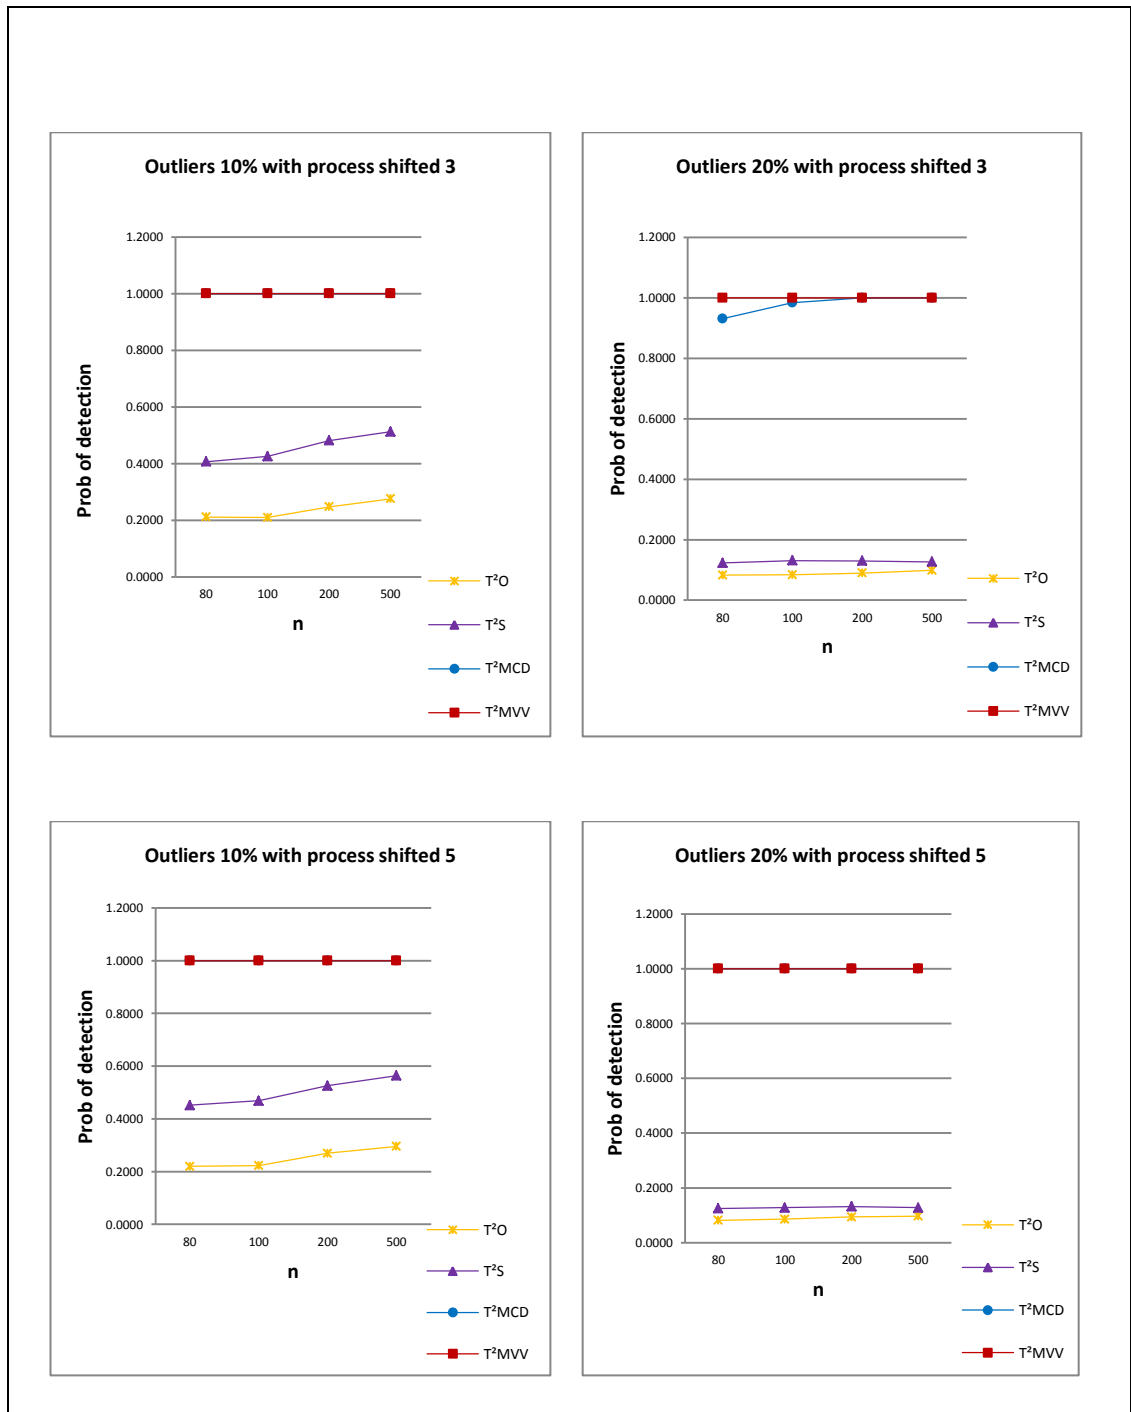 Outliers 10% with process shifted 3
1.2000
1.0000
0.8000
0.6000
0.4000
0.2000
0.0000
Prob of detection
80 100 200 500
n
T²O
T²S
T²MCD
T²MVV
Outliers 20% with process shifted 3
1.2000
1.0000
0.8000
0.6000
0.4000
0.2000
0.0000
Prob of detection
80 100 200 500
n
T²O
T²S
T²MCD
T²MVV
Outliers 10% with process shifted 5
1.2000
1.0000
0.8000
0.6000
0.4000
0.2000
0.0000
Prob of detection
80 100 200 500
n
T²O
T²S
T²MCD
T²MVV
Outliers 20% with process shifted 5
1.2000
1.0000
0.8000
0.6000
0.4000
0.2000
0.0000
Prob of detection
80 100 200 500
n
T²O
T²S
T²MCD
T²MVV